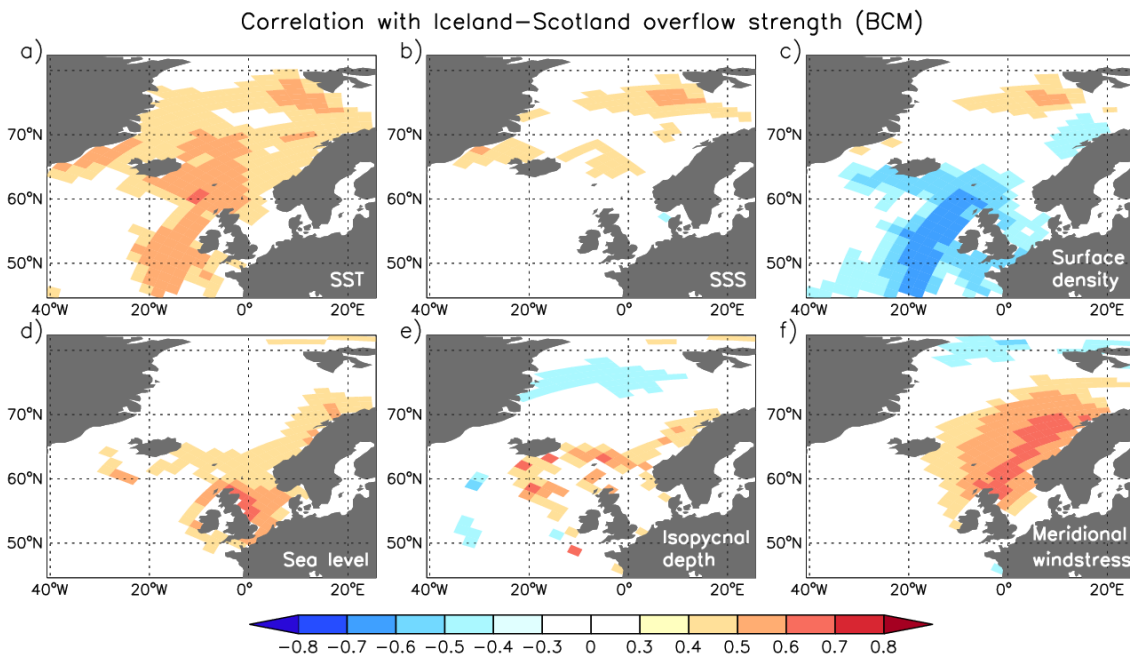 Correlation with Iceland–Scotland overflow strength (BCM)
a) b) c)
70°N 70°N 70°N
60°N 60°N 60°N
50°N 50°N 50°N
SST SSS Surface density
40°W 20°W 0° 20°E 40°W 20°W 0° 20°E 40°W 20°W 0° 20°E
d) e) f)
70°N 70°N 70°N
60°N 60°N 60°N
50°N 50°N 50°N
Sea level Isopycnal depth Meridional windstress
40°W 20°W 0° 20°E 40°W 20°W 0° 20°E 40°W 20°W 0° 20°E
−0.8 −0.7 −0.6 −0.5 −0.4 −0.3 0 0.3 0.4 0.5 0.6 0.7 0.8